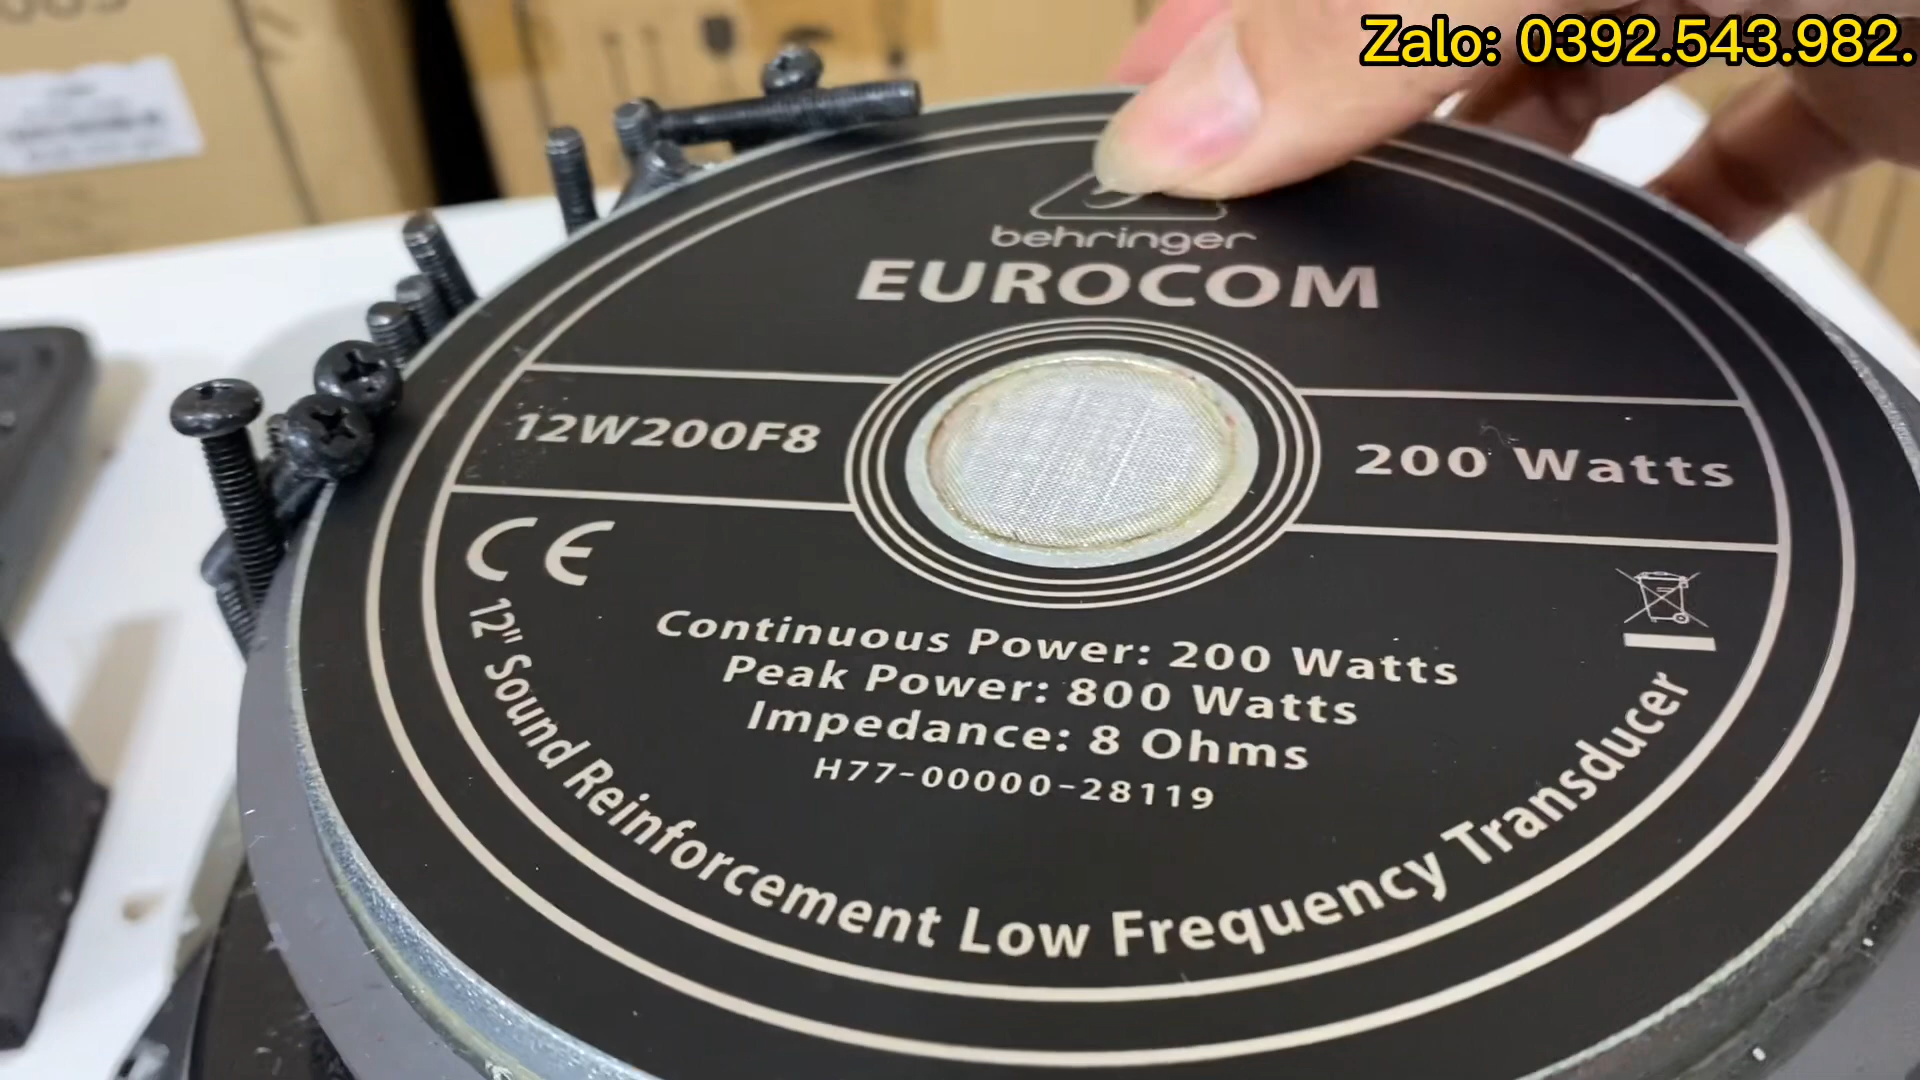 Zalo: 0392.543.982.
behringer
EUROCOM
12W200F8
200 Watts
CE
Continuous Power: 200 Watts
Peak Power: 800 Watts
Impedance: 8 Ohms
H77-00000-28119
12" Sound Reinforcement Low Frequency Transducer